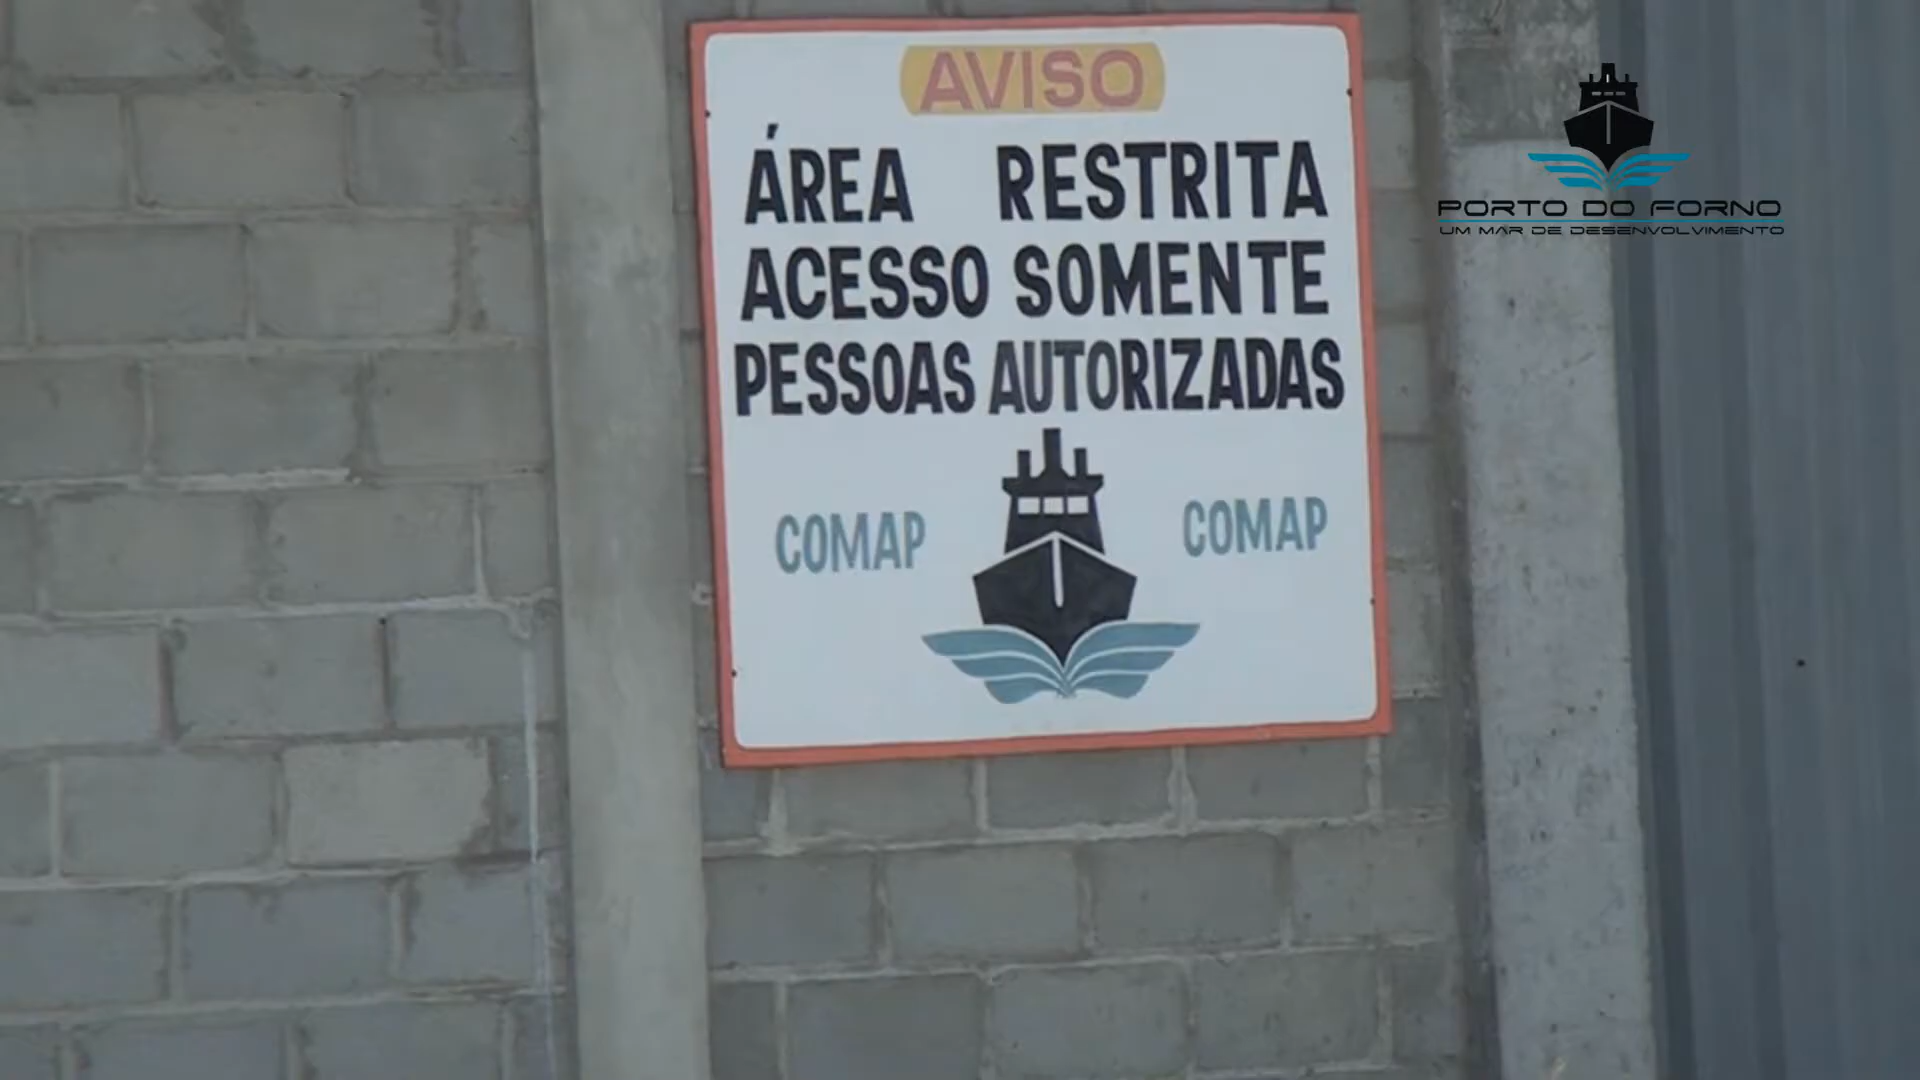 AVISO
ÁREA RESTRITA
ACESSO SOMENTE
PESSOAS AUTORIZADAS
COMAP COMAP
PORTO DO FORNO
UM MAR DE DESENVOLVIMENTO